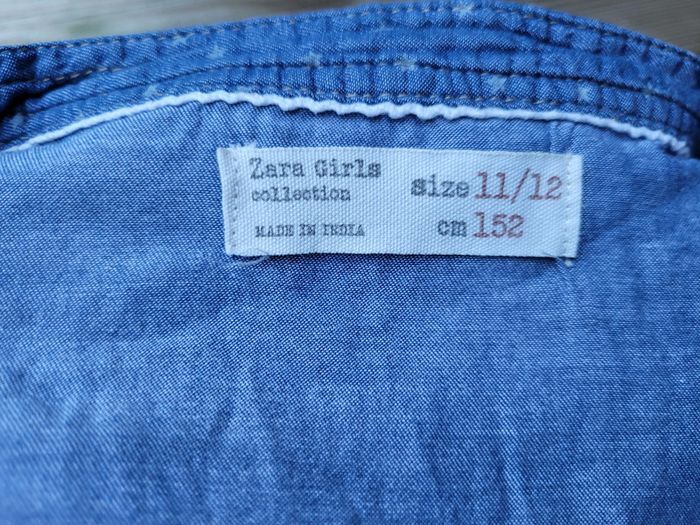 Zara Girls
collection
MADE IN INDIA
size 11/12
cm 152